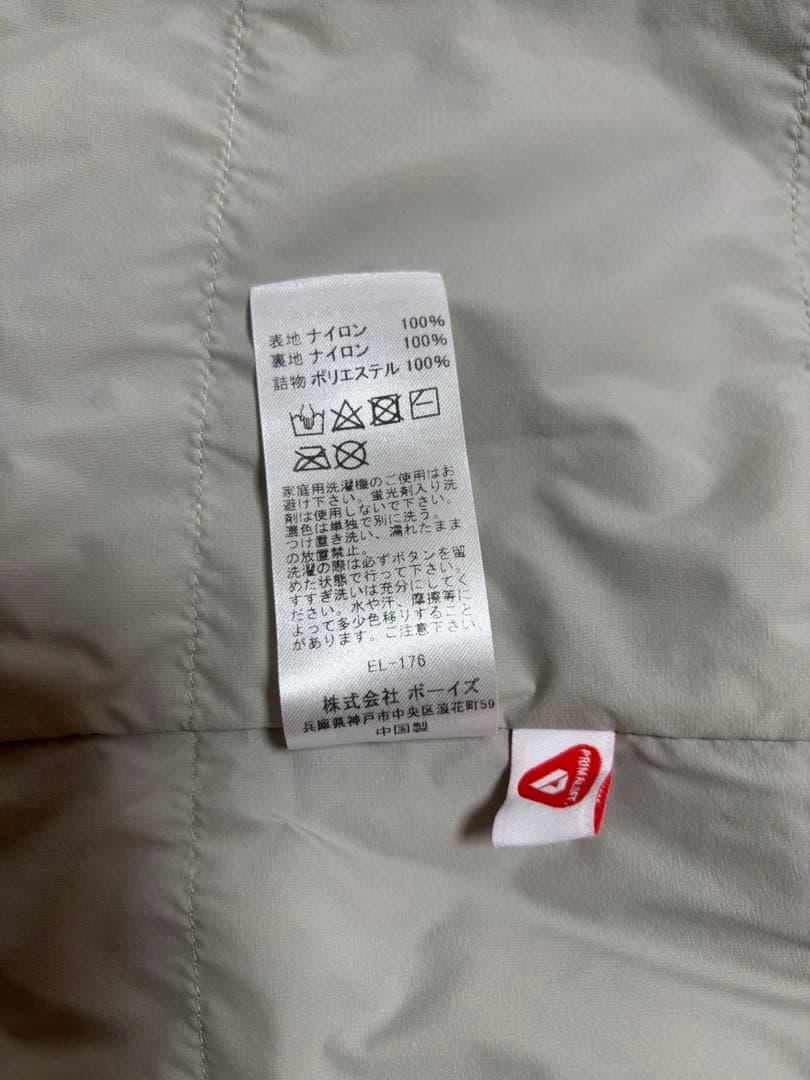 表地 ナイロン 100%
裏地 ナイロン 100%
詰物 ポリエステル 100%
家庭用洗濯機のご使用はお
避け下さい。蛍光剤入り洗
剤は使用しないで下さい。
濃色は単独で別に洗う。
つけ置き洗い、濡れたまま
の放置禁止。
洗濯の際は必ずボタンを留
めた状態で行って下さい。
すすぎ洗いは充分にしてく
ださい。水や汗、摩擦等に
よって多少色移りすること
があります。ご注意下さい
EL-176
株式会社 ボーイズ
兵庫県神戸市中央区浪花町59
中国製
PRIMALOFT